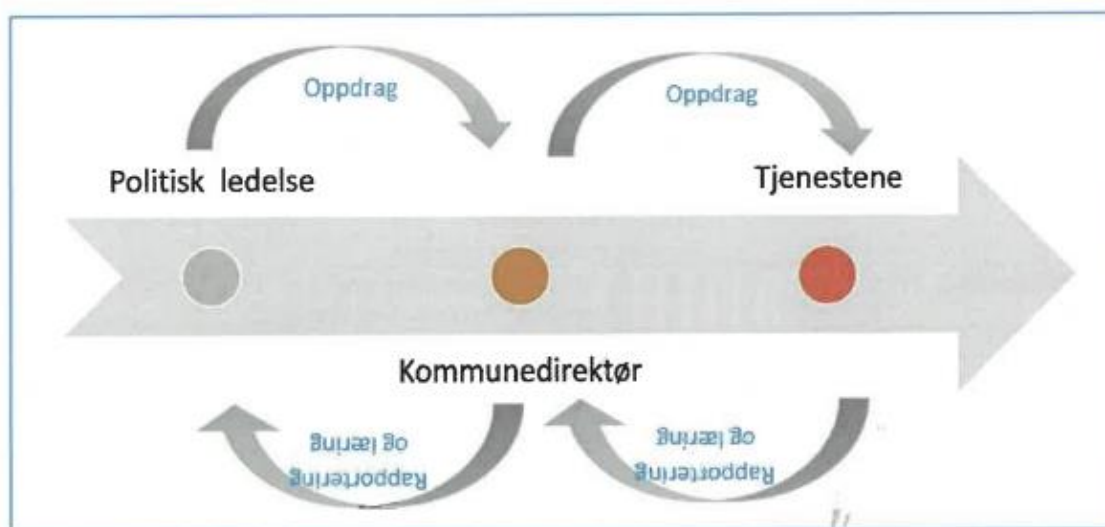 Oppdrag
Oppdrag
Politisk ledelse
Tjenestene
Kommunedirektør
Rapportering
og læring
Rapportering
og læring